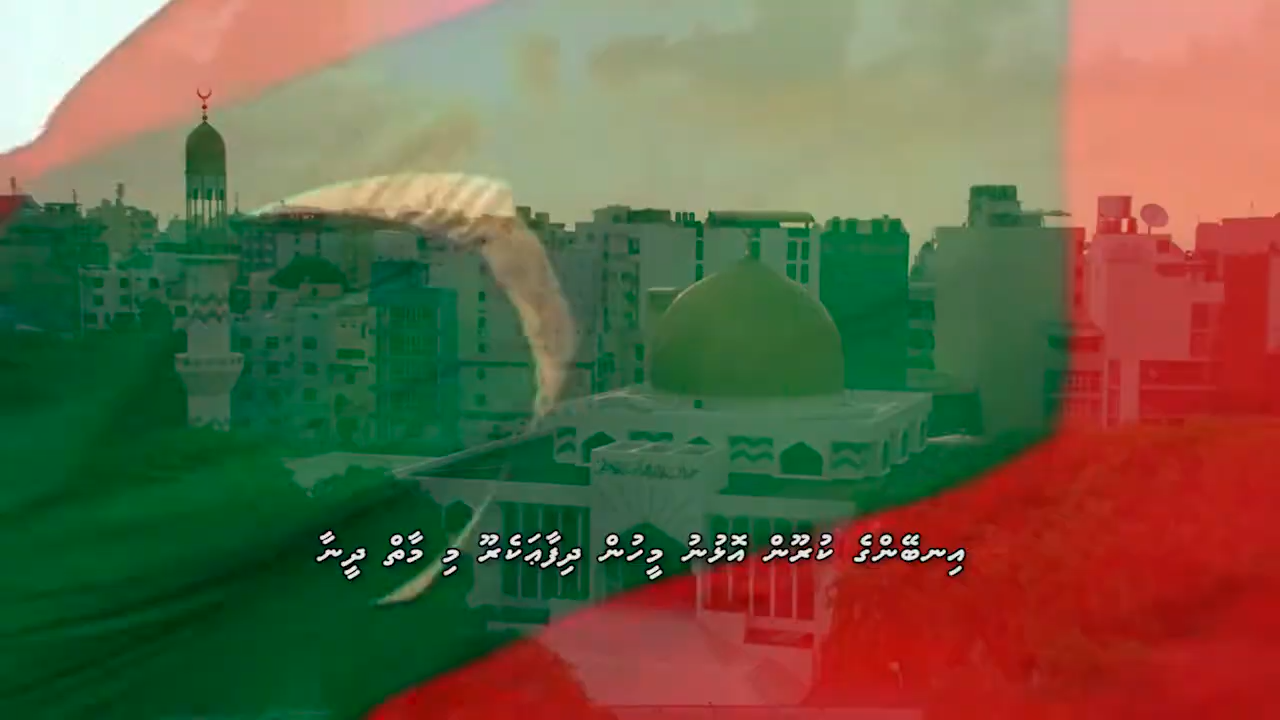 އިނބޭންގެ ކުރޫން އޮޅުނު މީހުން ދިފާޢަކެރޫ މި މާތް ދީނާ